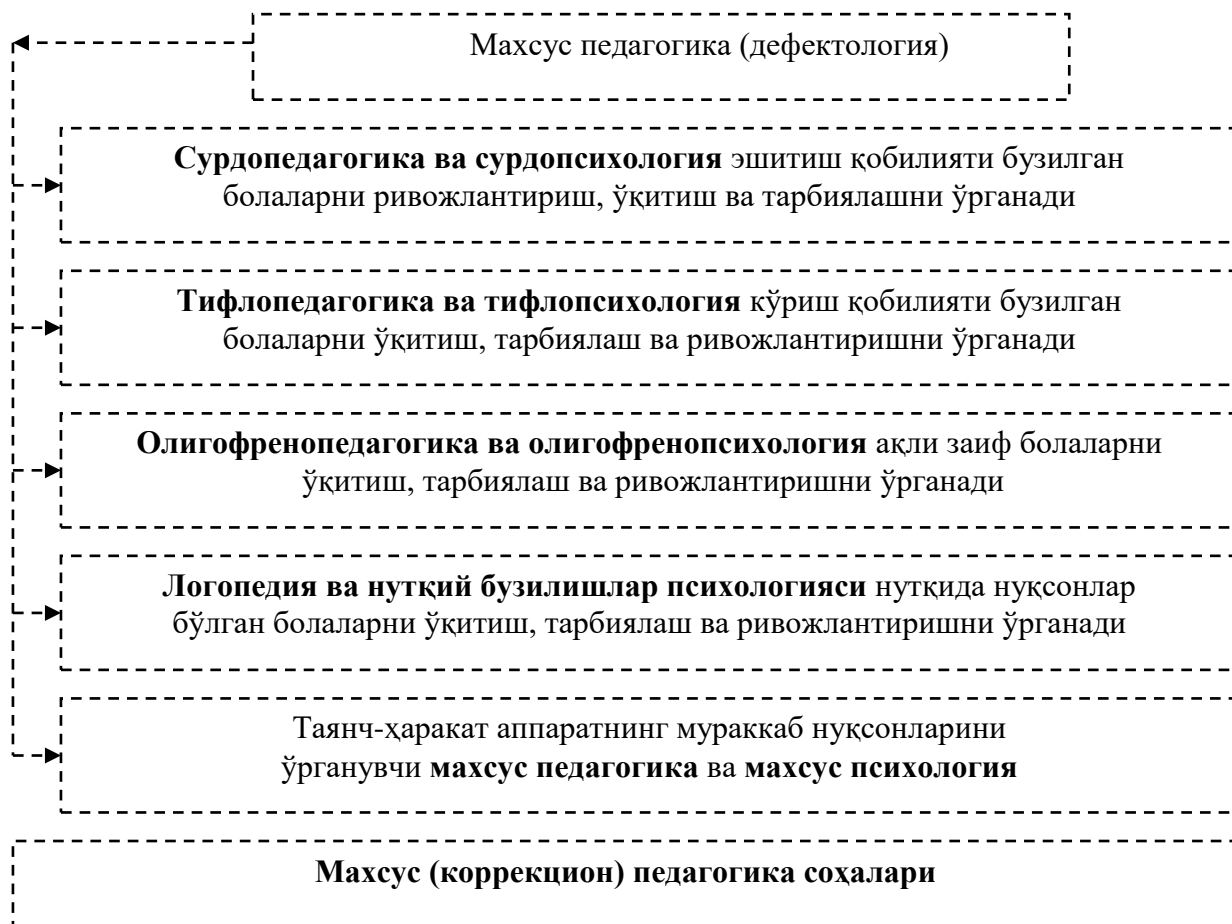 Махсус педагогика (дефектология)
Сурдопедагогика ва сурдопсихология эшитиш қобилияти бузилган
болаларни ривожлантириш, ўқитиш ва тарбиялашни ўрганади
Тифлопедагогика ва тифлопсихология кўриш қобилияти бузилган
болаларни ўқитиш, тарбиялаш ва ривожлантиришни ўрганади
Олигофренопедагогика ва олигофренопсихология ақли заиф болаларни
ўқитиш, тарбиялаш ва ривожлантиришни ўрганади
Логопедия ва нутқий бузилишлар психологияси нутқида нуқсонлар
бўлган болаларни ўқитиш, тарбиялаш ва ривожлантиришни ўрганади
Таянч-ҳаракат аппаратнинг мураккаб нуқсонларини
ўрганувчи махсус педагогика ва махсус психология
Махсус (коррекцион) педагогика соҳалари